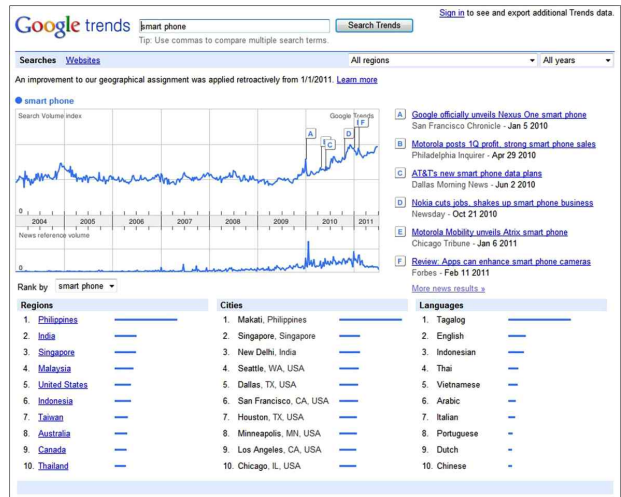 Sign in to see and export additional Trends data.
Google trends
smart phone
Search Trends
Tip: Use commas to compare multiple search terms.
Searches Websites
All regions
All years
An improvement to our geographical assignment was applied retroactively from 1/1/2011. Learn more
smart phone
Search Volume index
Google Trends
A
C
D
F
0
2004 2005 2006 2007 2008 2009 2010 2011
News reference volume
0
A Google officially unveils Nexus One smart phone
San Francisco Chronicle - Jan 5 2010
B Motorola posts 1Q profit, strong smart phone sales
Philadelphia Inquirer - Apr 29 2010
C AT&T's new smart phone data plans
Dallas Morning News - Jun 2 2010
D Nokia cuts jobs, shakes up smart phone business
Newsday - Oct 21 2010
E Motorola Mobility unveils Atrix smart phone
Chicago Tribune - Jan 6 2011
F Review: Apps can enhance smart phone cameras
Forbes - Feb 11 2011
More news results »
Rank by smart phone
Regions
1. Philippines
2. India
3. Singapore
4. Malaysia
5. United States
6. Indonesia
7. Taiwan
8. Australia
9. Canada
10. Thailand
Cities
1. Makati, Philippines
2. Singapore, Singapore
3. New Delhi, India
4. Seattle, WA, USA
5. Dallas, TX, USA
6. San Francisco, CA, USA
7. Houston, TX, USA
8. Minneapolis, MN, USA
9. Los Angeles, CA, USA
10. Chicago, IL, USA
Languages
1. Tagalog
2. English
3. Indonesian
4. Thai
5. Vietnamese
6. Arabic
7. Italian
8. Portuguese
9. Dutch
10. Chinese